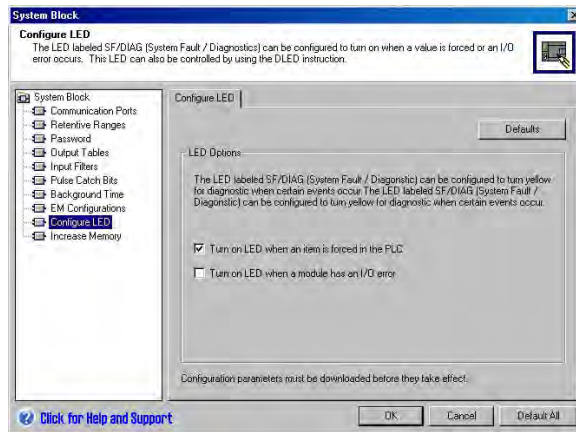 System Block
Configure LED
The LED labeled SF/DIAG (System Fault / Diagnostics) can be configured to turn on when a value is forced or an I/O
error occurs. This LED can also be controlled by using the DLED instruction.
System Block
Communication Ports
Retentive Ranges
Password
Output Tables
Input Filters
Pulse Catch Bits
Background Time
EM Configurations
Configure LED
Increase Memory
Configure LED
Defaults
LED Options
The LED labeled SF/DIAG (System Fault / Diagonistic) can be configured to turn yellow
for diagnostic when certain events occur.The LED labeled SF/DIAG (System Fault /
Diagonistic) can be configured to turn yellow for diagnostic when certain events occur.
Turn on LED when an item is forced in the PLC
Turn on LED when a module has an I/O error
Configuration parameters must be downloaded before they take effect.
Click for Help and Support
OK
Cancel
Default All